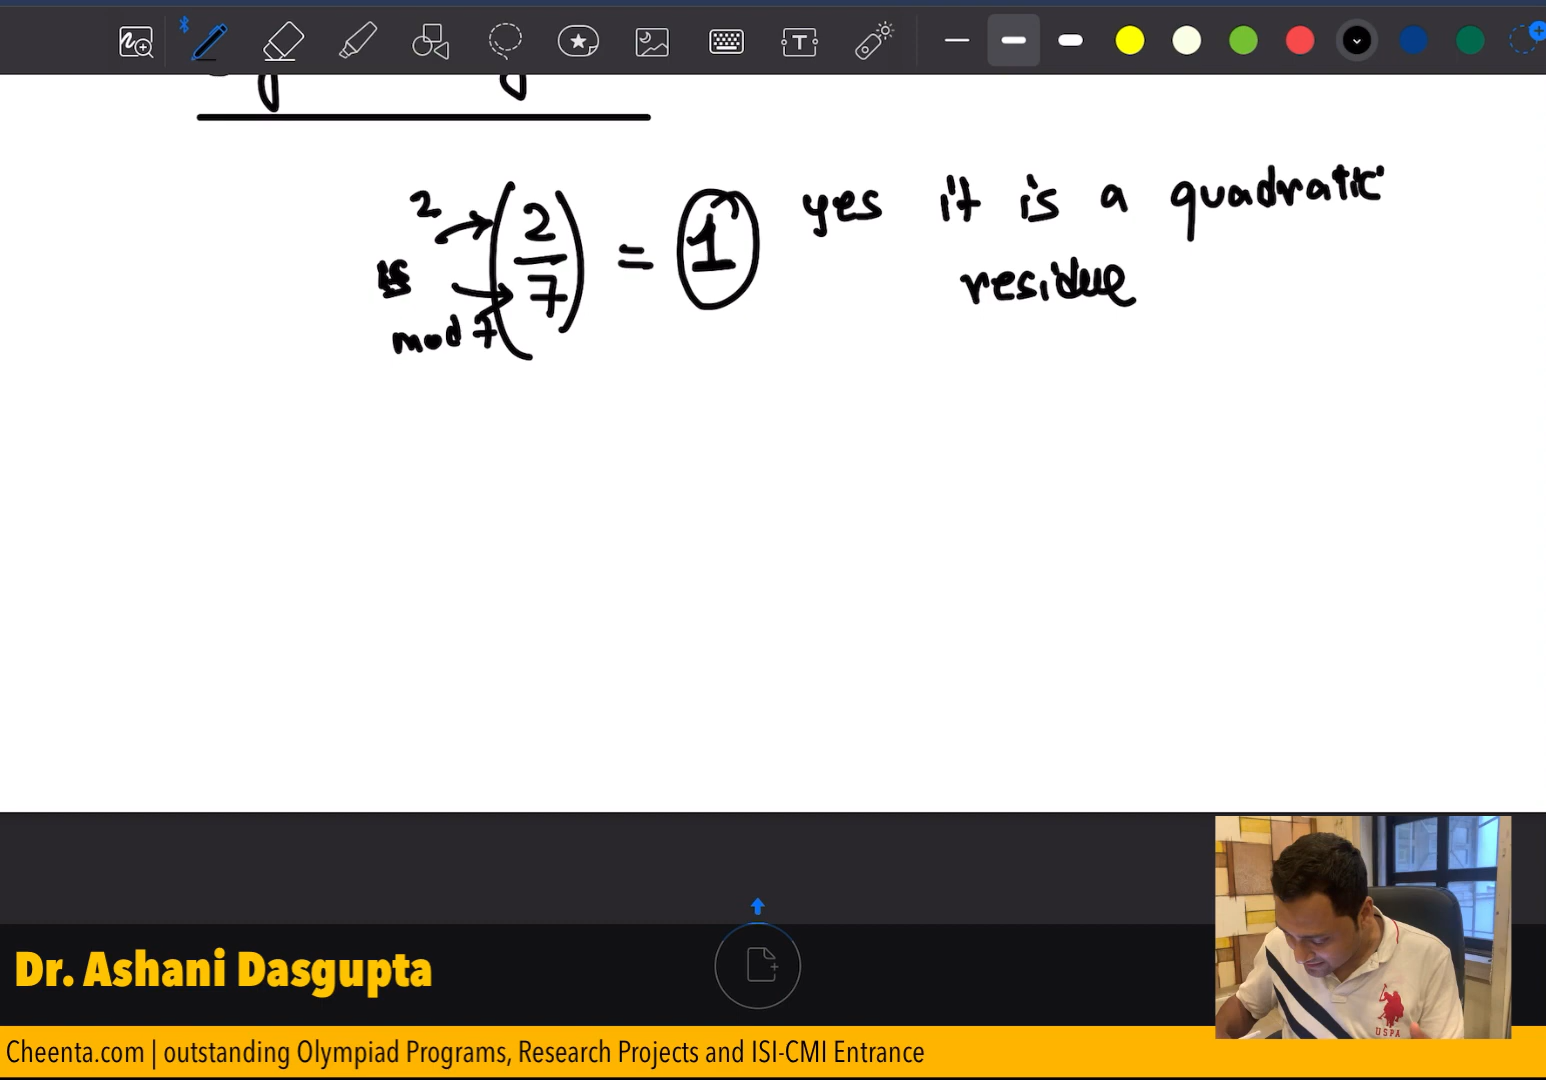 2
(2/7) = 1 yes it is a quadratic
is residue
mod 7
Dr. Ashani Dasgupta
USPA
Cheenta.com | outstanding Olympiad Programs, Research Projects and ISI-CMI Entrance